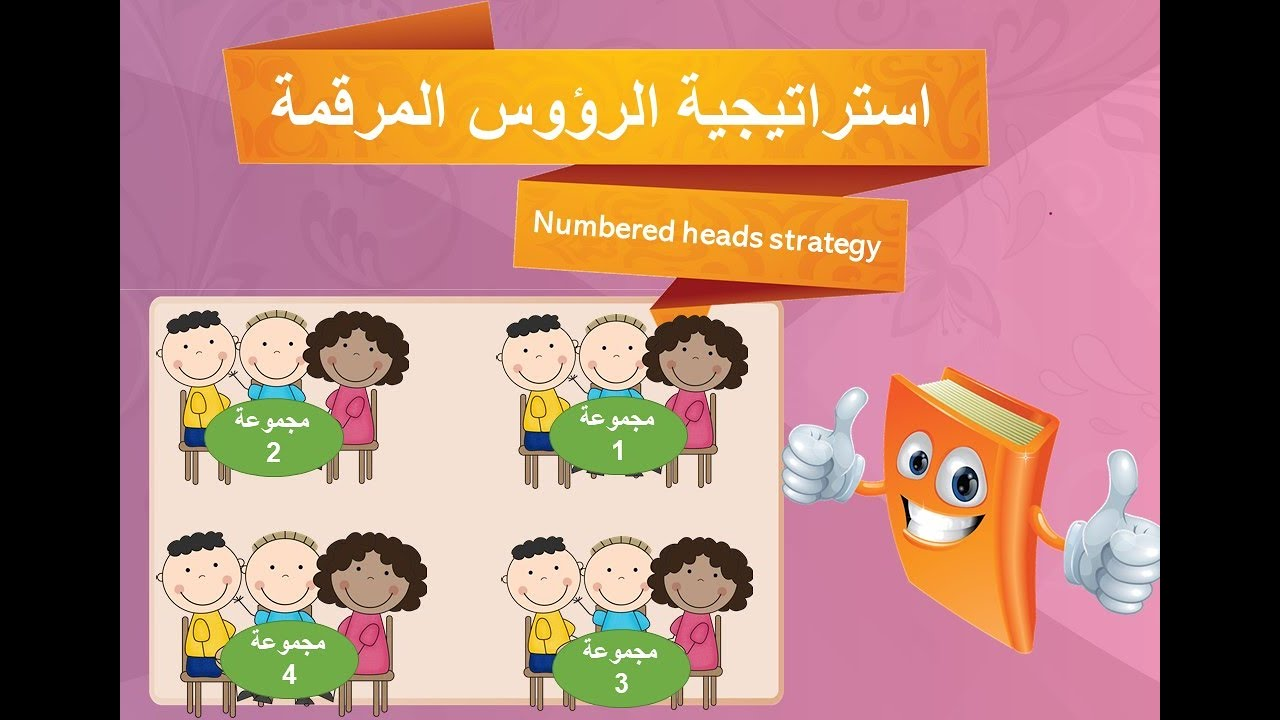 استراتيجية الرؤوس المرقمة
Numbered heads strategy
مجموعة
1
مجموعة
2
مجموعة
3
مجموعة
4